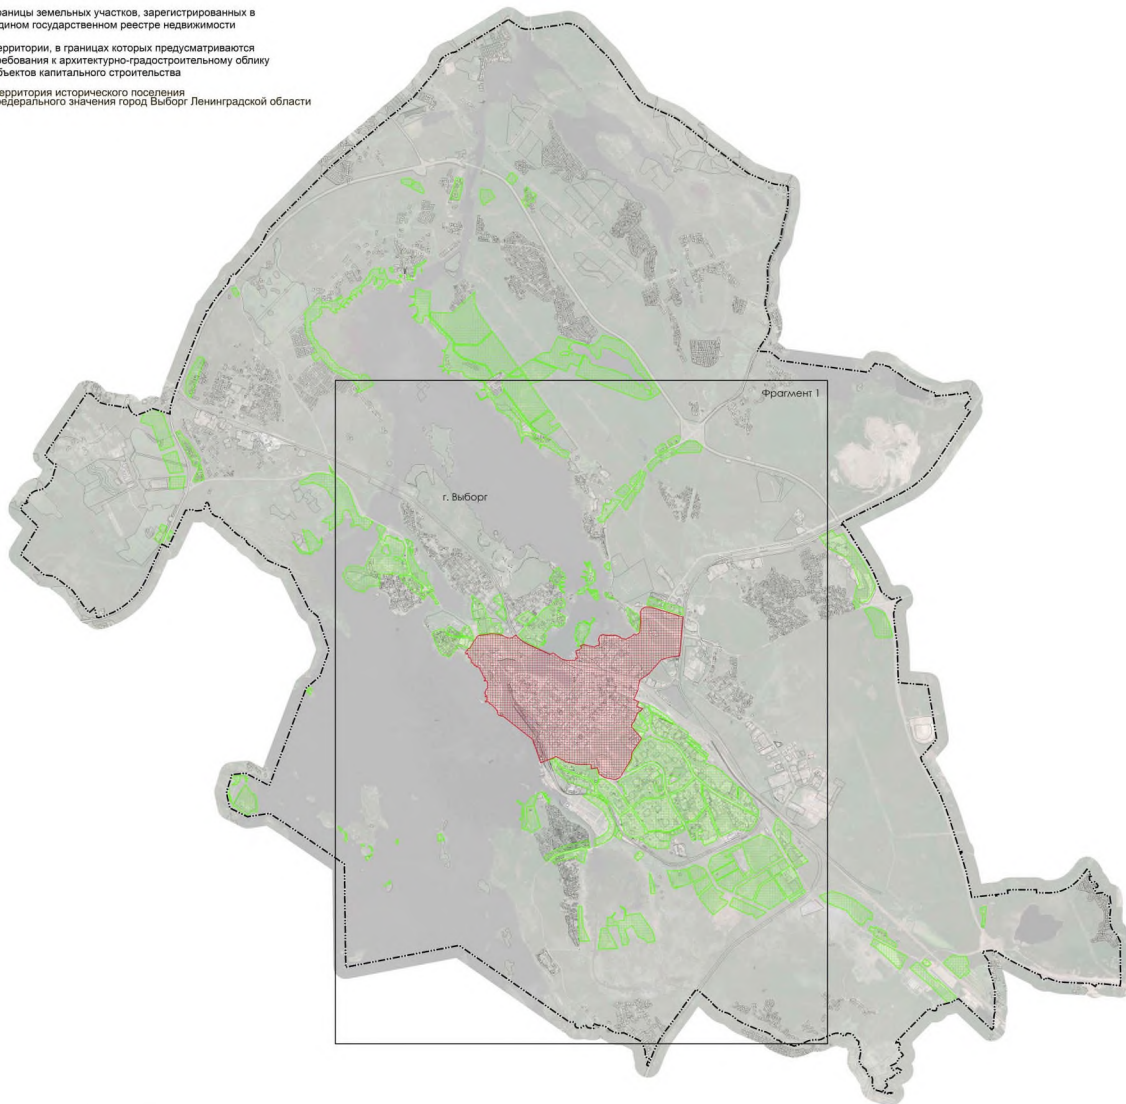 раницы земельных участков, зарегистрированных в
дином государственном реестре недвижимости
ерритории, в границах которых предусматриваются
ребования к архитектурно-градостроительному облику
бъектов капитального строительства
ерритория исторического поселения
едерального значения город Выборг Ленинградской области
Фрагмент 1
г. Выборг